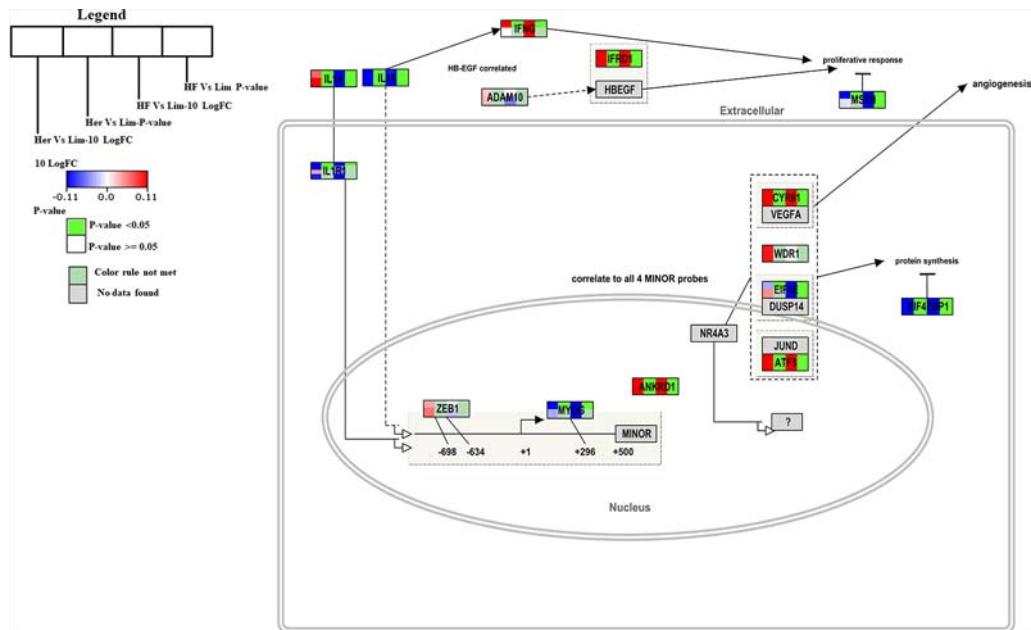 Legend
HF Vs Lim P-value
HF Vs Lim-10 LogFC
Her Vs Lim-P-value
Her Vs Lim-10 LogFC
10 LogFC
-0.11 0.0 0.11
P-value
P-value <0.05
P-value >= 0.05
Color rule not met
No data found
IFNG
IFRD1
HB-EGF correlated
ADAM10
HBEGF
proliferative response
Extracellular
angiogenesis
IL1R1
CYR61
VEGFA
WDR1
correlate to all 4 MINOR probes
DUSP14
protein synthesis
EIF4EBP1
NR4A3
JUND
ATF3
ANKRD1
ZEB1
MINOR
?
-698 -634 +1 +296 +500
Nucleus